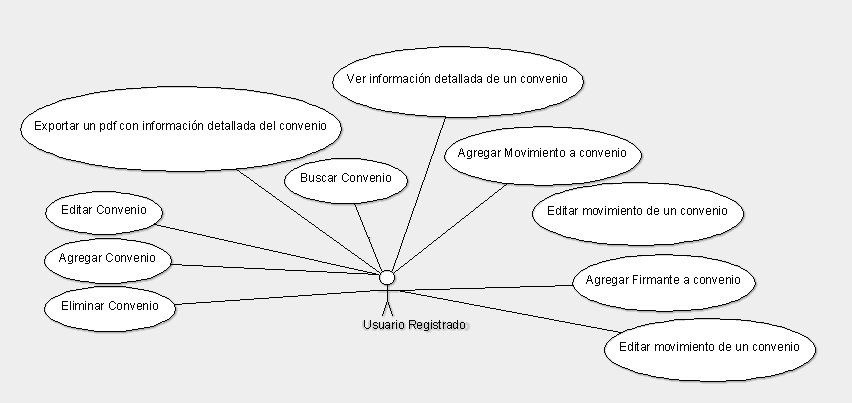 Ver información detallada de un convenio
Exportar un pdf con información detallada del convenio
Agregar Movimiento a convenio
Buscar Convenio
Editar Convenio
Editar movimiento de un convenio
Agregar Convenio
Agregar Firmante a convenio
Eliminar Convenio
Usuario Registrado
Editar movimiento de un convenio